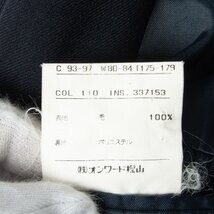 C 93-97 W80-84 T175-179
COL 110 INS. 337153
表地 毛 100%
裏地 ポリエステル
㈱オンワード樫山